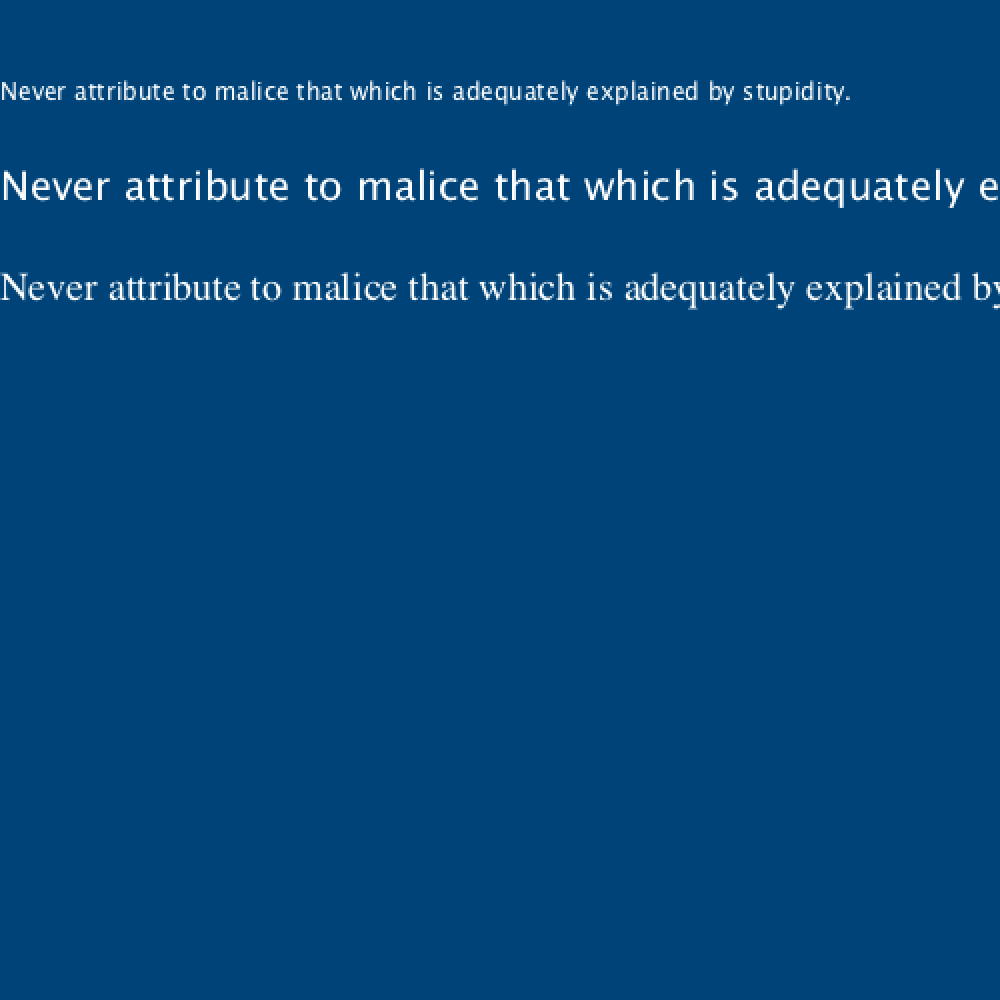 Never attribute to malice that which is adequately explained by stupidity.
Never attribute to malice that which is adequately e
Never attribute to malice that which is adequately explained by